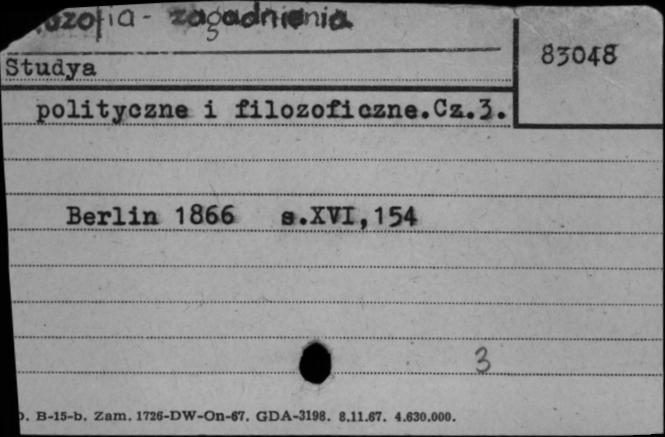 - zagadnienia
83048
Studya
polityczne i filozoficzne.Cz.3.
Berlin 1866 s.XVI,154
3
B-15-b. Zam. 1726-DW-On-67. GDA-3198. 8.11.67. 4.630.000.